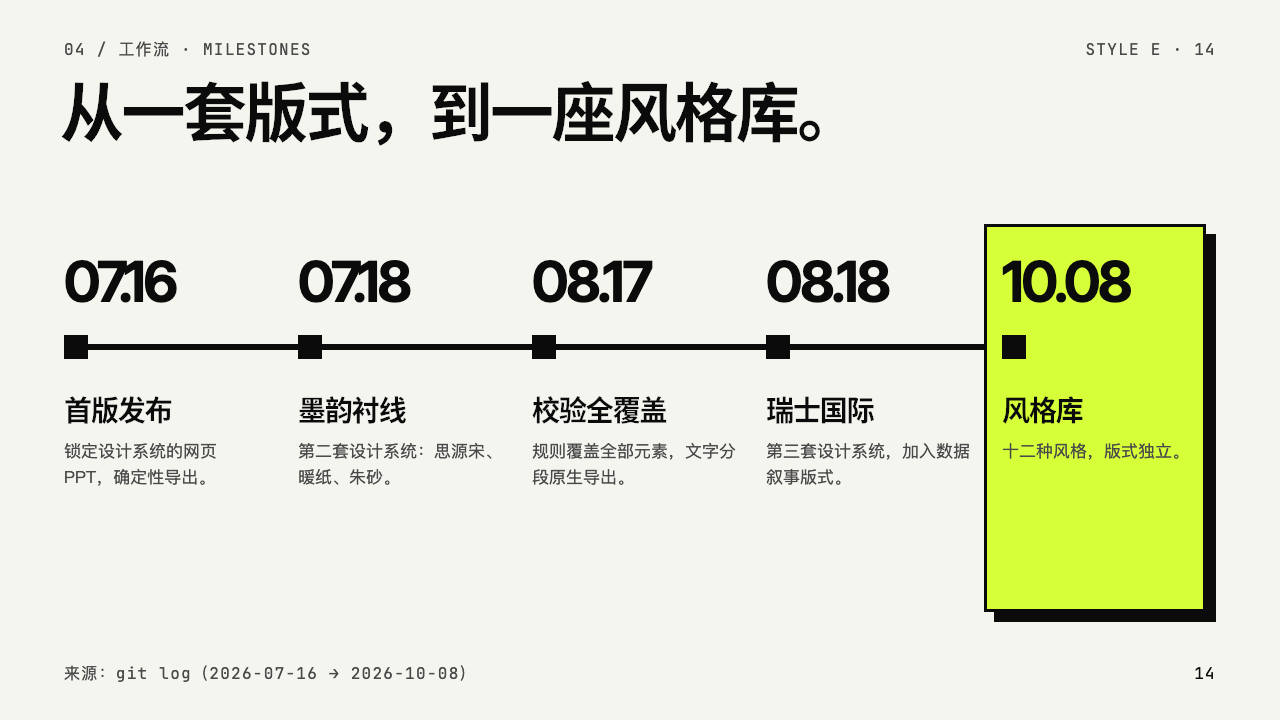 04 / 工作流 · MILESTONES
STYLE E · 14
从一套版式，到一座风格库。
07.16
07.18
08.17
08.18
10.08
首版发布
锁定设计系统的网页
PPT，确定性导出。
墨韵衬线
第二套设计系统：思源宋、
暖纸、朱砂。
校验全覆盖
规则覆盖全部元素，文字分
段原生导出。
瑞士国际
第三套设计系统，加入数据
叙事版式。
风格库
十二种风格，版式独立。
来源：git log（2026-07-16 → 2026-10-08）
14